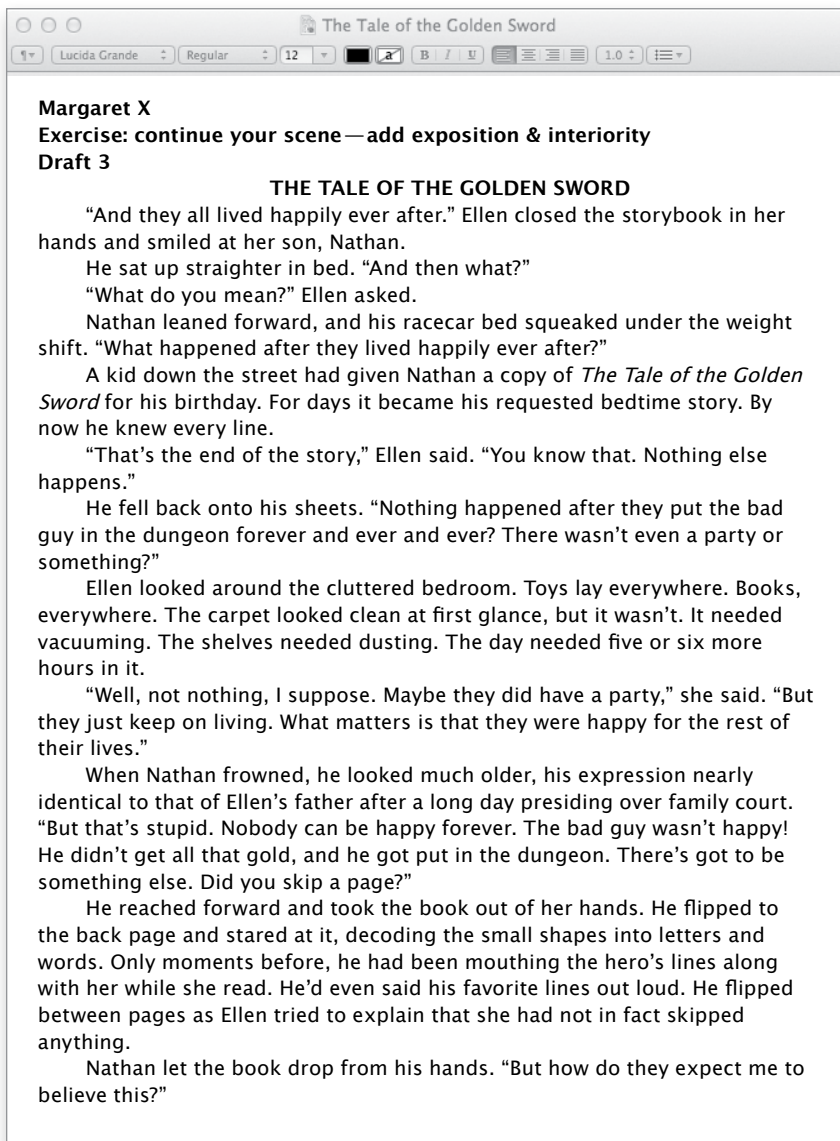 The Tale of the Golden Sword
¶ Lucida Grande Regular 12 a B I U 1.0
Margaret X
Exercise: continue your scene—add exposition & interiority
Draft 3
THE TALE OF THE GOLDEN SWORD
“And they all lived happily ever after.” Ellen closed the storybook in her
hands and smiled at her son, Nathan.
He sat up straighter in bed. “And then what?”
“What do you mean?” Ellen asked.
Nathan leaned forward, and his racecar bed squeaked under the weight
shift. “What happened after they lived happily ever after?”
A kid down the street had given Nathan a copy of The Tale of the Golden
Sword for his birthday. For days it became his requested bedtime story. By
now he knew every line.
“That’s the end of the story,” Ellen said. “You know that. Nothing else
happens.”
He fell back onto his sheets. “Nothing happened after they put the bad
guy in the dungeon forever and ever and ever? There wasn’t even a party or
something?”
Ellen looked around the cluttered bedroom. Toys lay everywhere. Books,
everywhere. The carpet looked clean at first glance, but it wasn’t. It needed
vacuuming. The shelves needed dusting. The day needed five or six more
hours in it.
“Well, not nothing, I suppose. Maybe they did have a party,” she said. “But
they just keep on living. What matters is that they were happy for the rest of
their lives.”
When Nathan frowned, he looked much older, his expression nearly
identical to that of Ellen’s father after a long day presiding over family court.
“But that’s stupid. Nobody can be happy forever. The bad guy wasn’t happy!
He didn’t get all that gold, and he got put in the dungeon. There’s got to be
something else. Did you skip a page?”
He reached forward and took the book out of her hands. He flipped to
the back page and stared at it, decoding the small shapes into letters and
words. Only moments before, he had been mouthing the hero’s lines along
with her while she read. He’d even said his favorite lines out loud. He flipped
between pages as Ellen tried to explain that she had not in fact skipped
anything.
Nathan let the book drop from his hands. “But how do they expect me to
believe this?”